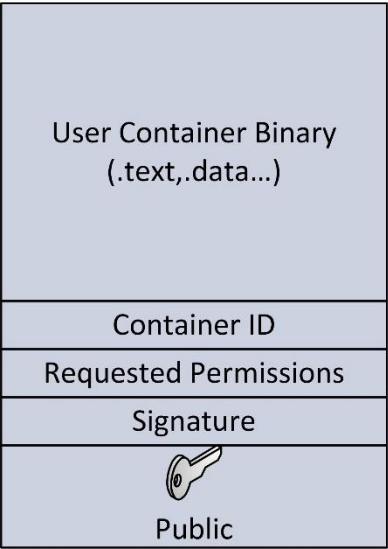 User Container Binary
(.text,.data…)
Container ID
Requested Permissions
Signature
Public